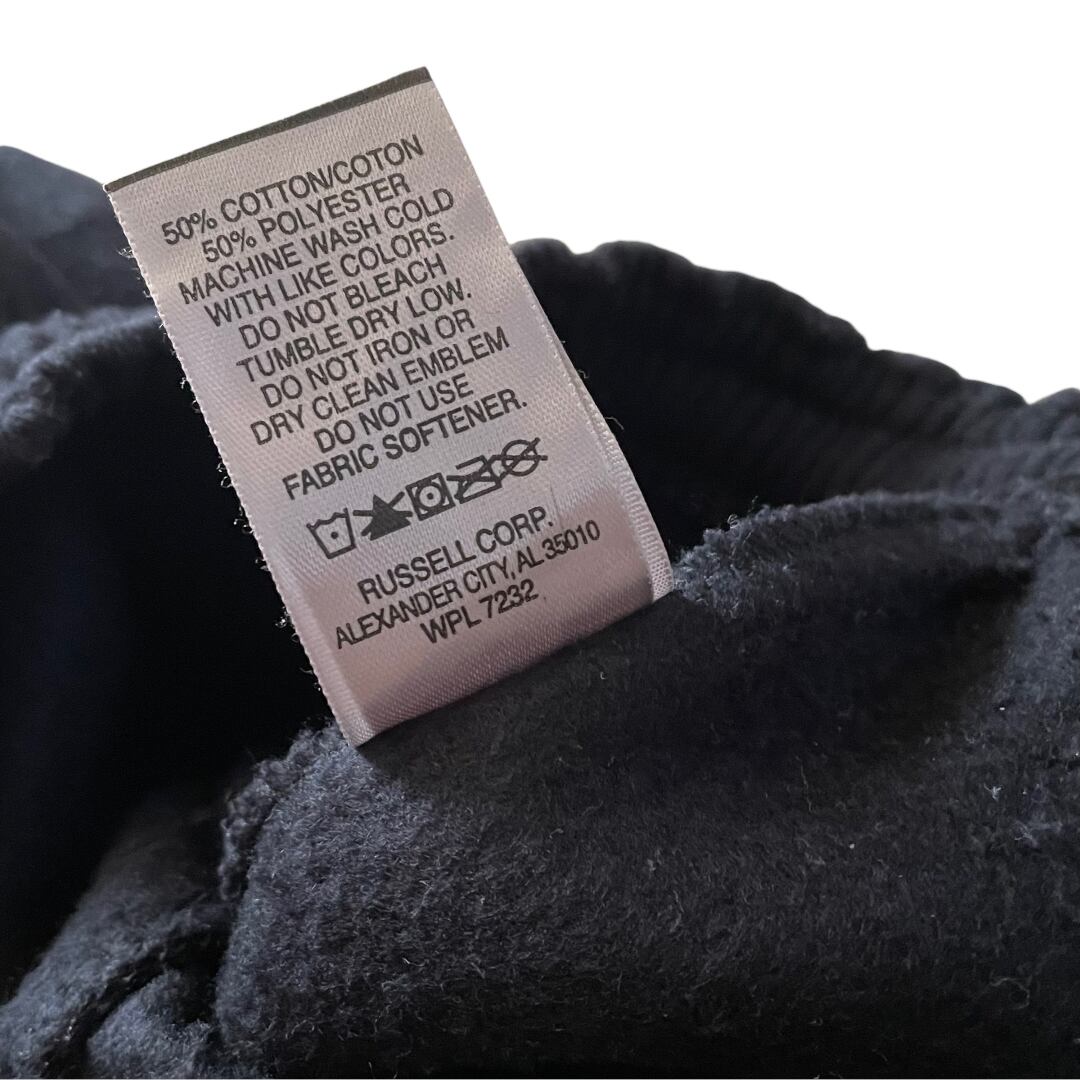 50% COTTON/COTON
50% POLYESTER
MACHINE WASH COLD
WITH LIKE COLORS.
DO NOT BLEACH
TUMBLE DRY LOW.
DO NOT IRON OR
DRY CLEAN EMBLEM
DO NOT USE
FABRIC SOFTENER.
RUSSELL CORP.
ALEXANDER CITY, AL 35010
WPL 7232